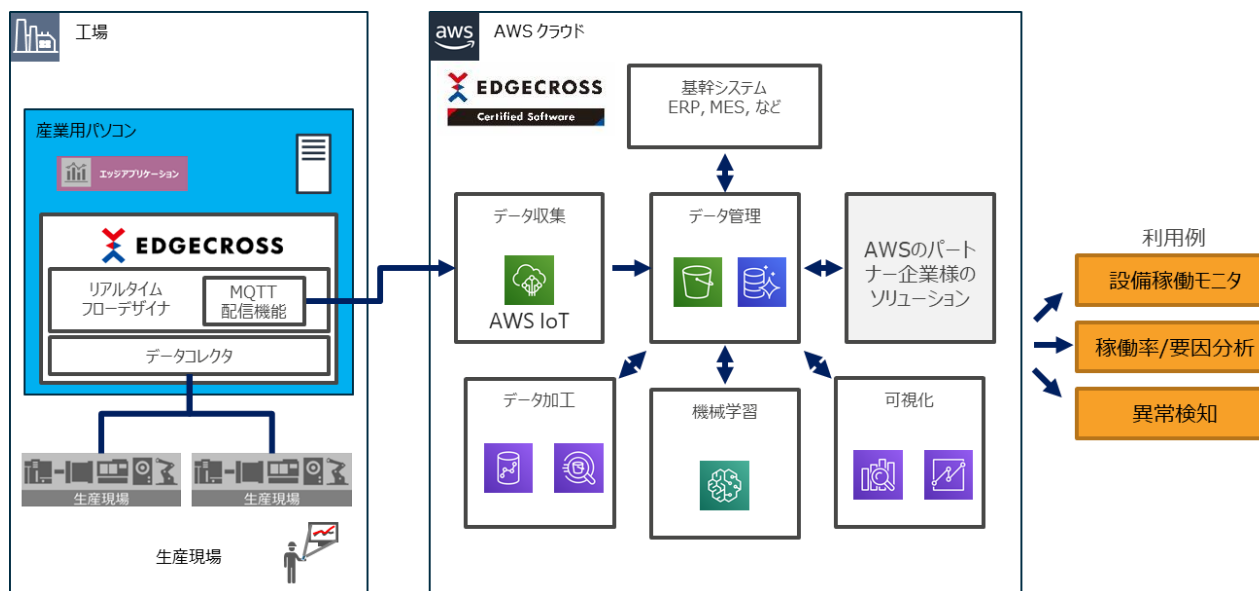 工場
産業用パソコン
エッジアプリケーション
EDGECROSS
リアルタイム
フローデザイナ
MQTT
配信機能
データコレクタ
生産現場
生産現場
生産現場
aws
AWS クラウド
EDGECROSS
Certified Software
基幹システム
ERP, MES, など
データ収集
AWS IoT
データ管理
AWSのパート
ナー企業様の
ソリューション
データ加工
機械学習
可視化
利用例
設備稼働モニタ
稼働率/要因分析
異常検知